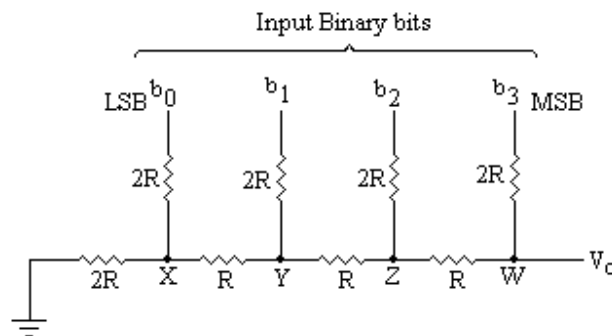 Input Binary bits
LSB b0 b1 b2 b3 MSB
2R 2R 2R 2R
2R X R Y R Z R W Vo